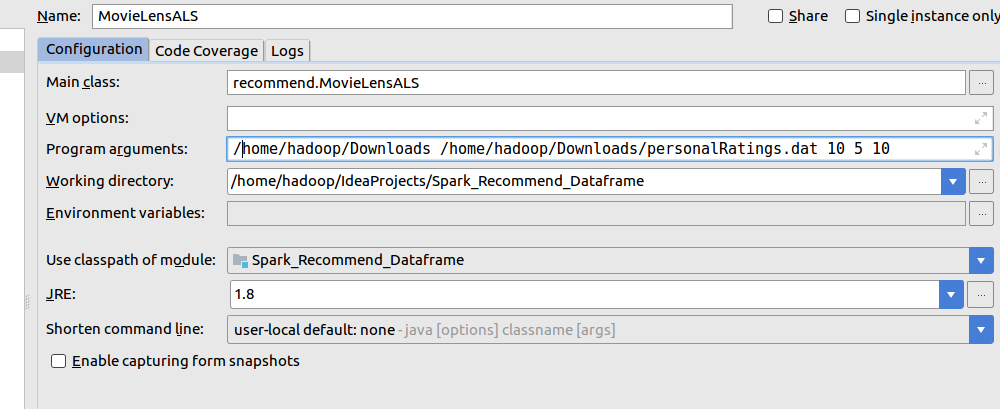 Name: MovieLensALS Share Single instance only
Configuration Code Coverage Logs
Main class: recommend.MovieLensALS ...
VM options:
Program arguments: /home/hadoop/Downloads /home/hadoop/Downloads/personalRatings.dat 10 5 10
Working directory: /home/hadoop/IdeaProjects/Spark_Recommend_Dataframe ...
Environment variables: ...
Use classpath of module: Spark_Recommend_Dataframe
JRE: 1.8 ...
Shorten command line: user-local default: none - java [options] classname [args]
Enable capturing form snapshots